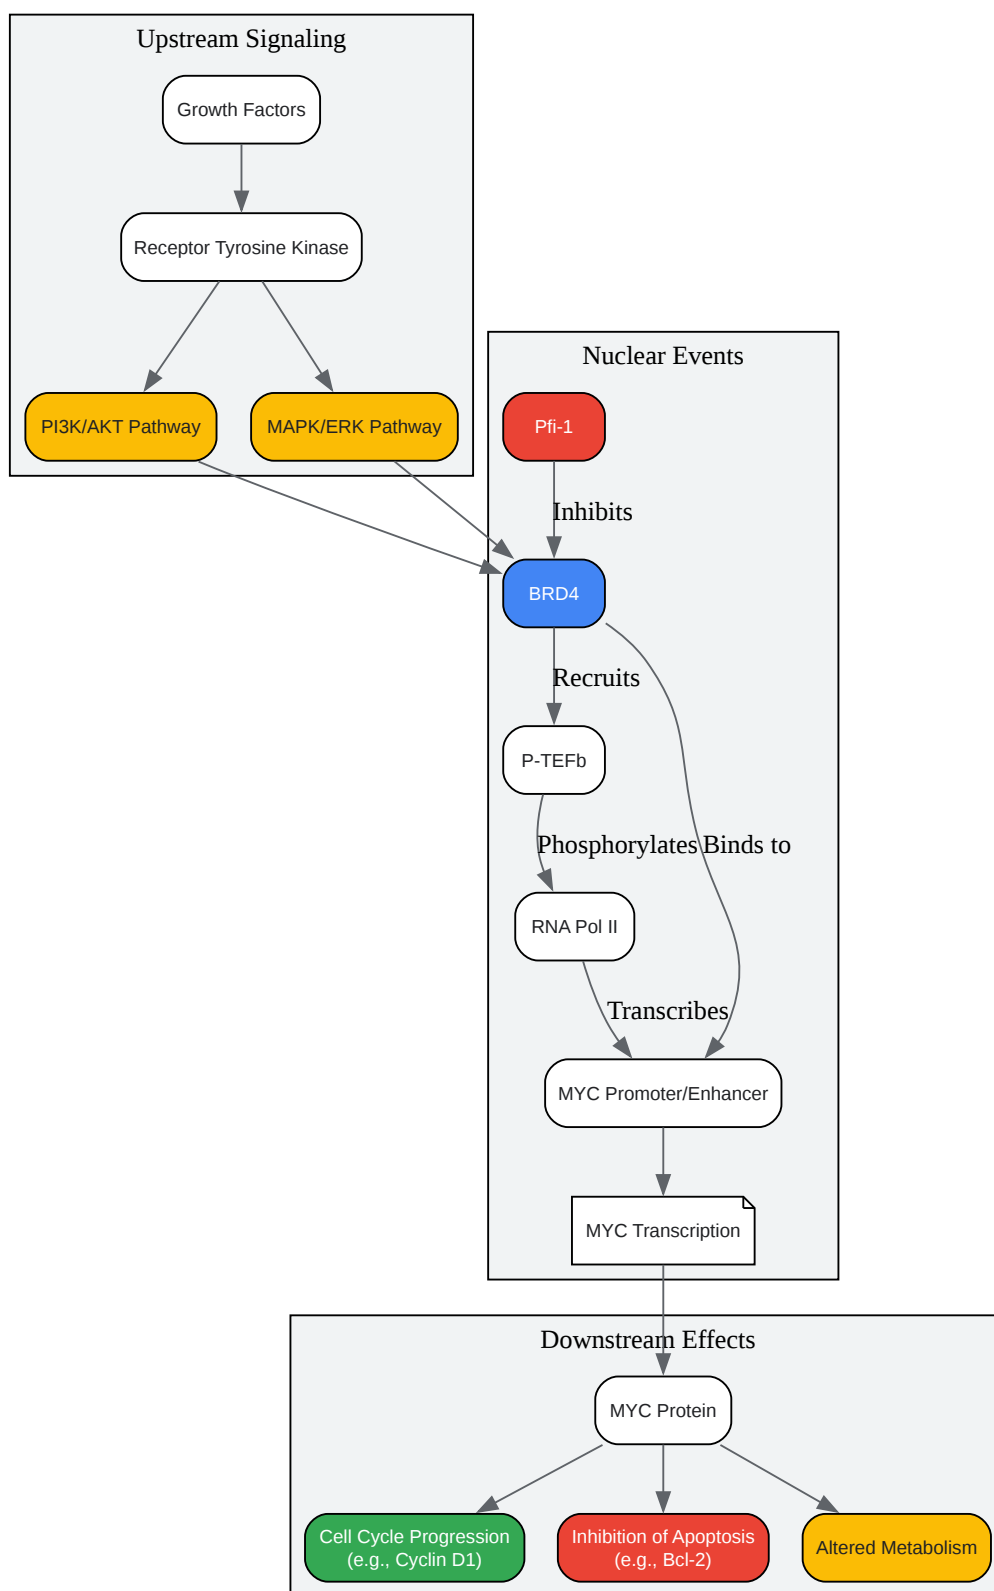 Upstream Signaling
Growth Factors
Receptor Tyrosine Kinase
PI3K/AKT Pathway
MAPK/ERK Pathway
Nuclear Events
Pfi-1
Inhibits
BRD4
Recruits
P-TEFb
Phosphorylates
Binds to
RNA Pol II
Transcribes
MYC Promoter/Enhancer
MYC Transcription
Downstream Effects
MYC Protein
Cell Cycle Progression
(e.g., Cyclin D1)
Inhibition of Apoptosis
(e.g., Bcl-2)
Altered Metabolism